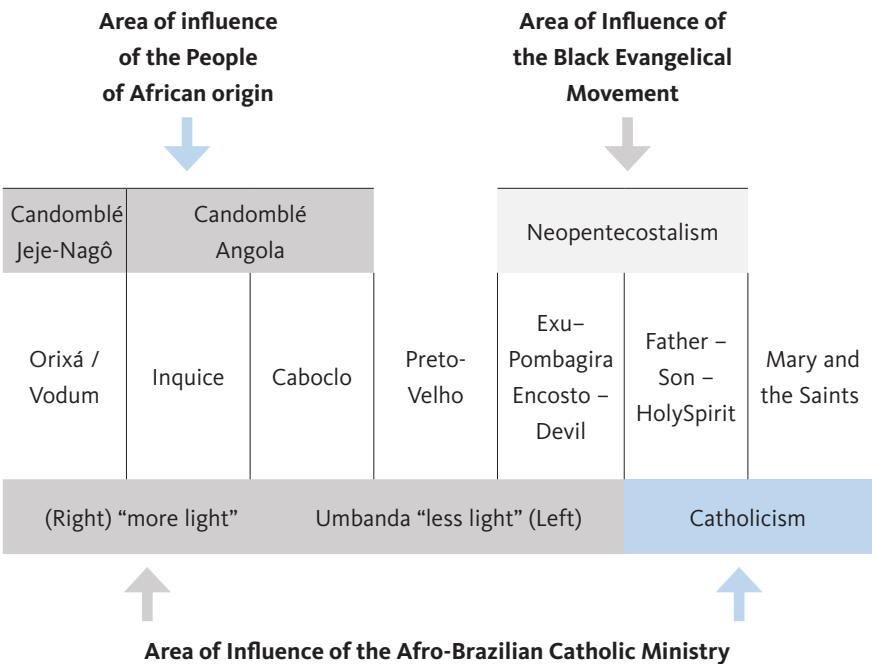 Area of influence
of the People
of African origin
Area of Influence of
the Black Evangelical
Movement
Candomblé
Jeje-Nagô
Candomblé
Angola
Neopentecostalism
Orixá /
Vodum
Inquice
Caboclo
Preto-
Velho
Exu–
Pombagira
Encosto –
Devil
Father –
Son –
HolySpirit
Mary and
the Saints
(Right) “more light”
Umbanda “less light” (Left)
Catholicism
Area of Influence of the Afro-Brazilian Catholic Ministry